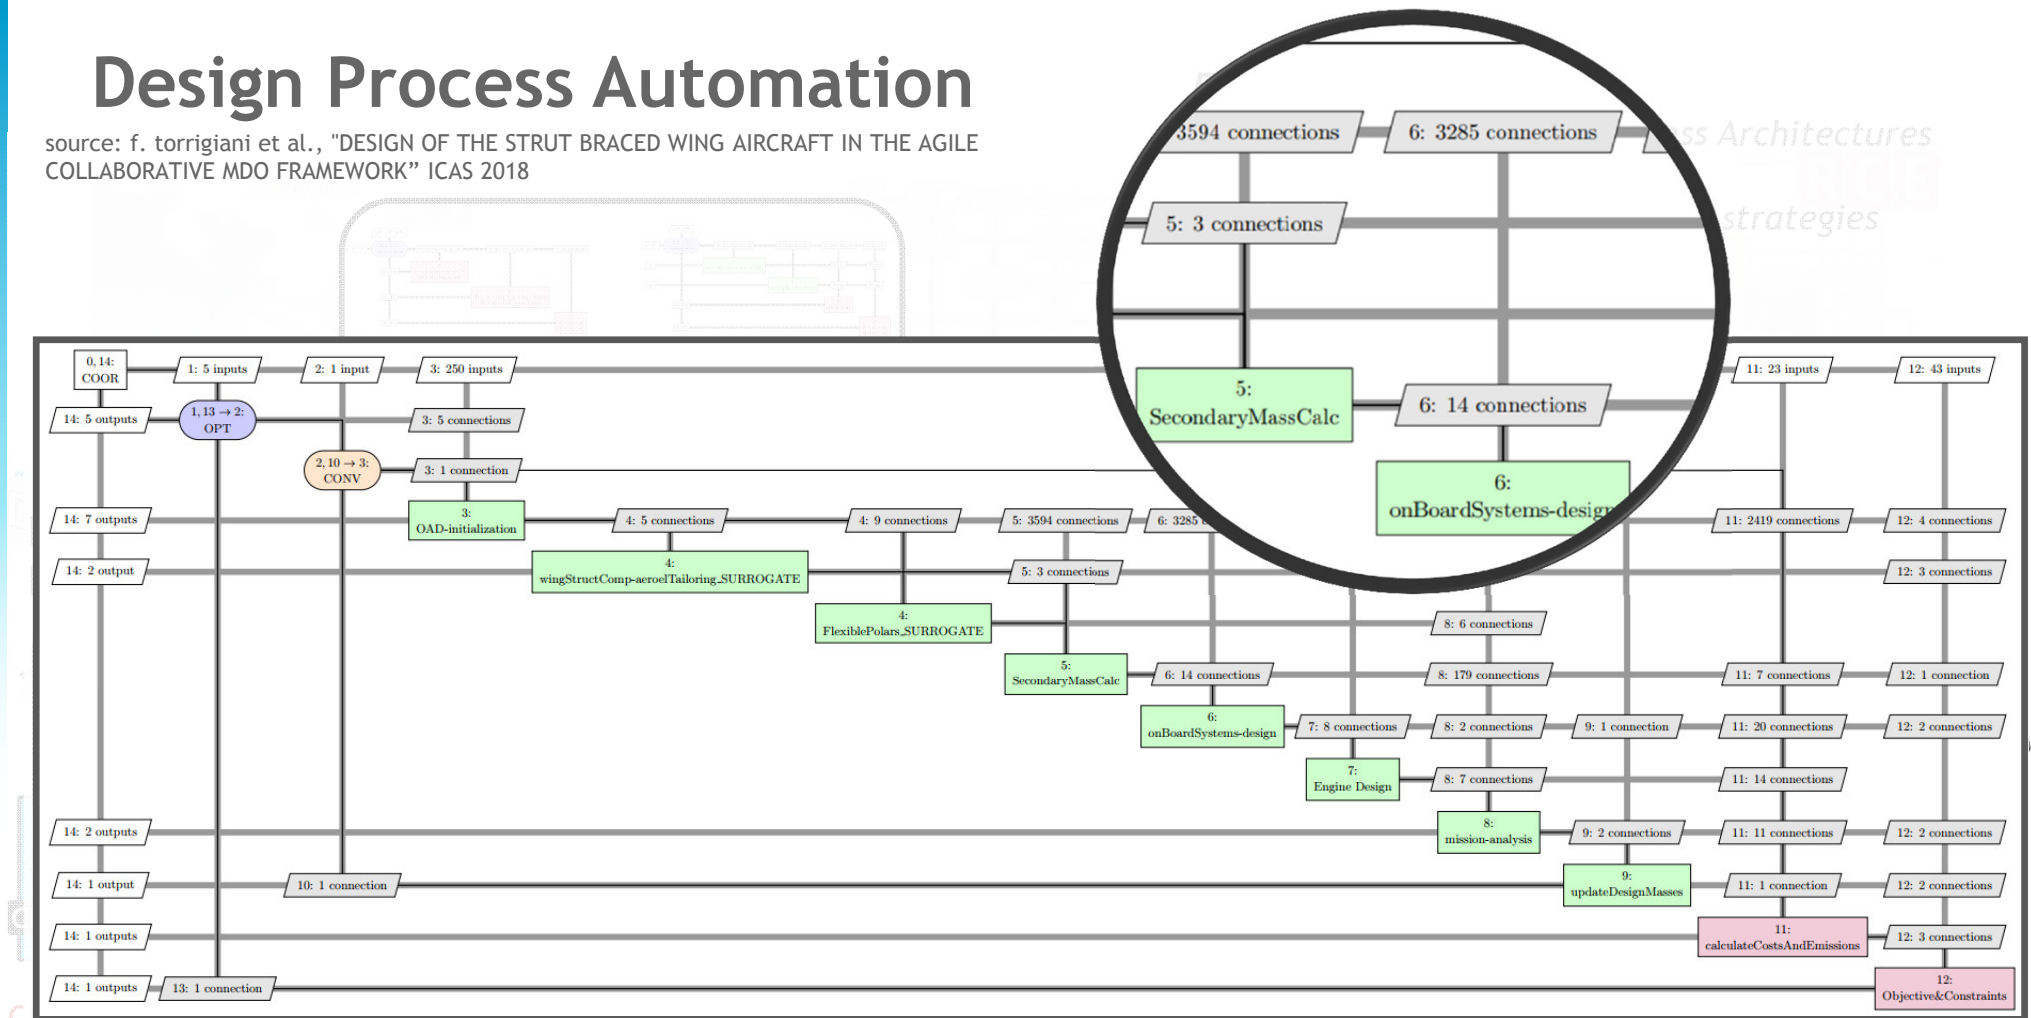 Design Process Automation
source: f. torrigiani et al., "DESIGN OF THE STRUT BRACED WING AIRCRAFT IN THE AGILE
COLLABORATIVE MDO FRAMEWORK” ICAS 2018
Architectures
strategies
3594 connections
6: 3285 connections
5: 3 connections
5:
SecondaryMassCalc
6: 14 connections
6:
onBoardSystems-design
0, 14:
COOR
1: 5 inputs
2: 1 input
3: 250 inputs
11: 23 inputs
12: 43 inputs
14: 5 outputs
1, 13 → 2:
OPT
3: 5 connections
2, 10 → 3:
CONV
3: 1 connection
14: 7 outputs
3:
OAD-initialization
4: 5 connections
4: 9 connections
5: 3594 connections
6: 3285
11: 2419 connections
12: 4 connections
14: 2 output
4:
wingStructComp-aeroelTailoring_SURROGATE
5: 3 connections
12: 3 connections
4:
FlexiblePolars_SURROGATE
8: 6 connections
5:
SecondaryMassCalc
6: 14 connections
8: 179 connections
11: 7 connections
12: 1 connection
6:
onBoardSystems-design
7: 8 connections
8: 2 connections
9: 1 connection
11: 20 connections
12: 2 connections
7:
Engine Design
8: 7 connections
11: 14 connections
14: 2 outputs
8:
mission-analysis
9: 2 connections
11: 11 connections
12: 2 connections
14: 1 output
10: 1 connection
9:
updateDesignMasses
11: 1 connection
12: 2 connections
14: 1 outputs
11:
calculateCostsAndEmissions
12: 3 connections
14: 1 outputs
13: 1 connection
12:
Objective&Constraints